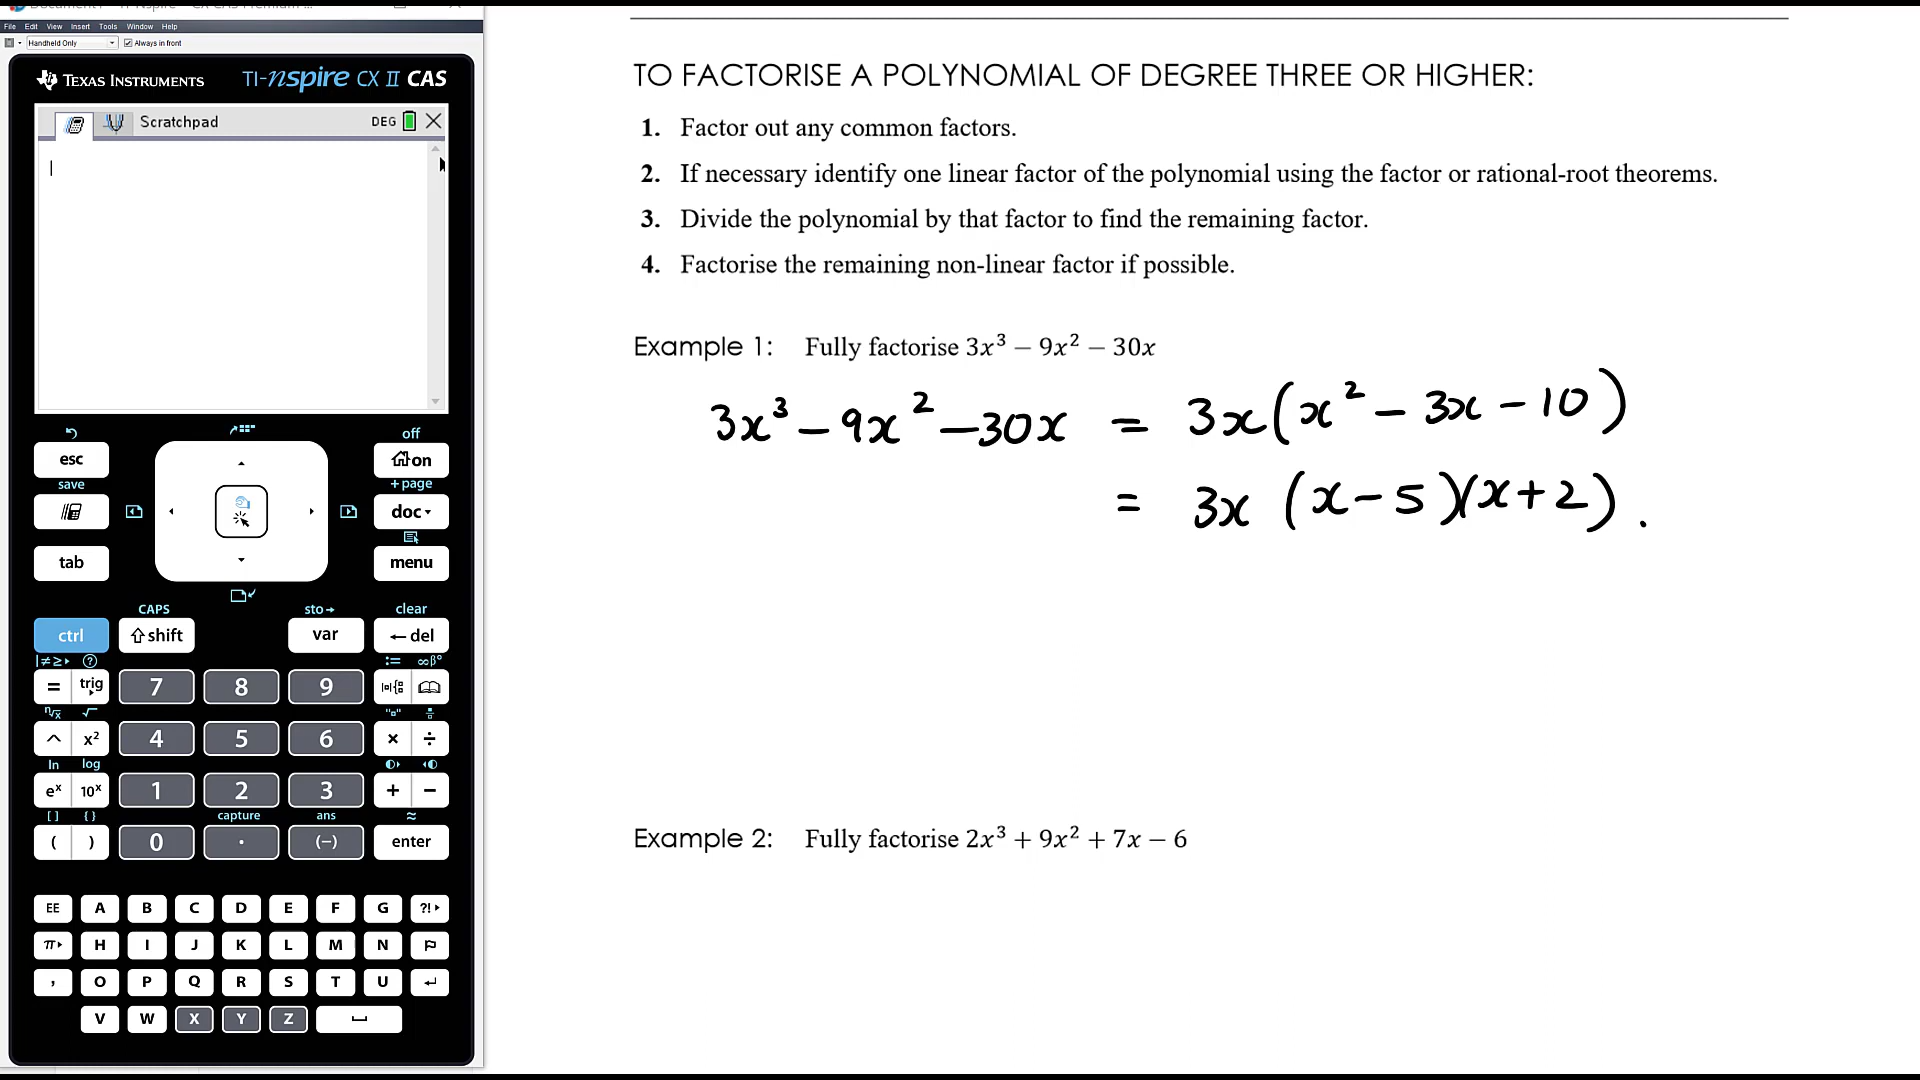 File Edit View Insert Tools Window Help
Handheld Only Always in front
TEXAS INSTRUMENTS TI-nspire CX II CAS
Scratchpad DEG
off
esc on
save + page
doc
tab menu
CAPS sto→ clear
ctrl shift var ← del
= trig 7 8 9
^ x² 4 5 6 × ÷
ln log
eˣ 10ˣ 1 2 3 + −
[ ] { } capture ans ≈
( ) 0 . (−) enter
EE A B C D E F G ?!
π H I J K L M N
, O P Q R S T U
V W X Y Z
TO FACTORISE A POLYNOMIAL OF DEGREE THREE OR HIGHER:
1. Factor out any common factors.
2. If necessary identify one linear factor of the polynomial using the factor or rational-root theorems.
3. Divide the polynomial by that factor to find the remaining factor.
4. Factorise the remaining non-linear factor if possible.
Example 1: Fully factorise 3x³ − 9x² − 30x
3x³ − 9x² − 30x = 3x(x² − 3x − 10)
= 3x (x − 5)(x + 2).
Example 2: Fully factorise 2x³ + 9x² + 7x − 6